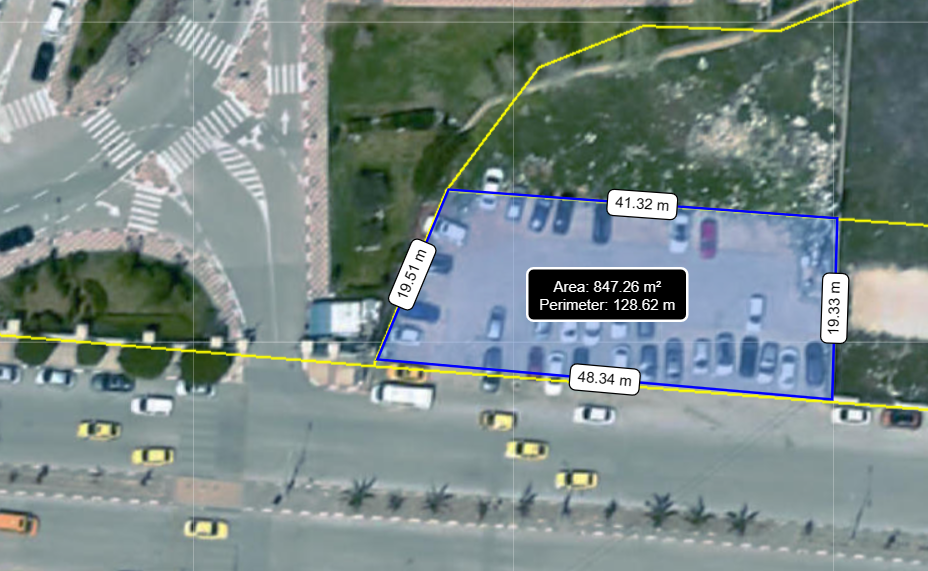 41.32 m
19.51 m
Area: 847.26 m²
Perimeter: 128.62 m
19.33 m
48.34 m